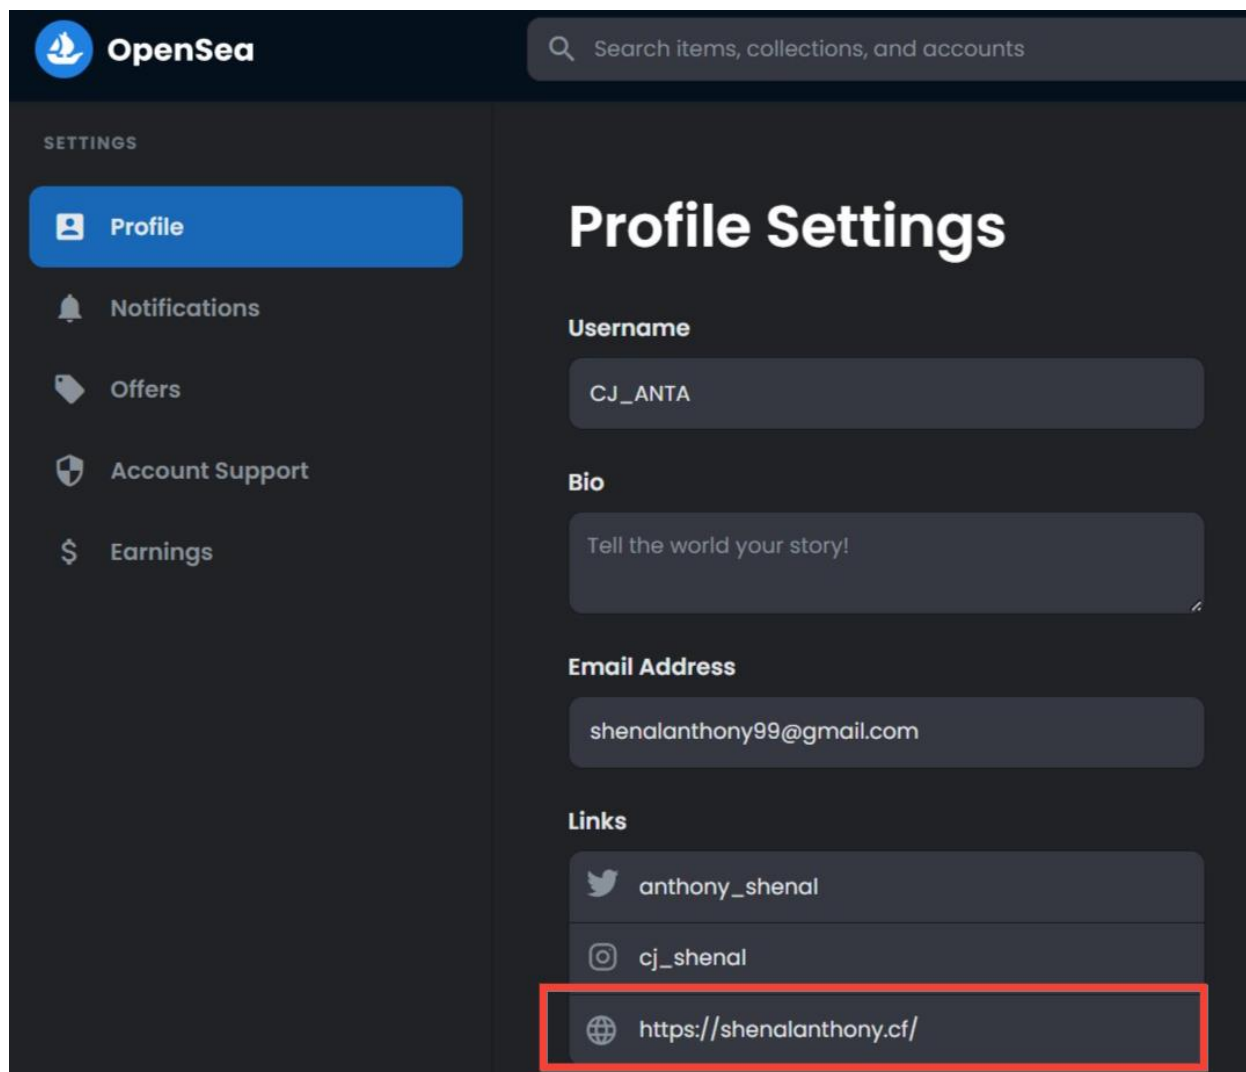 OpenSea
Search items, collections, and accounts
SETTINGS
Profile
Notifications
Offers
Account Support
Earnings
Profile Settings
Username
CJ_ANTA
Bio
Tell the world your story!
Email Address
shenalanthony99@gmail.com
Links
anthony_shenal
cj_shenal
https://shenalanthony.cf/